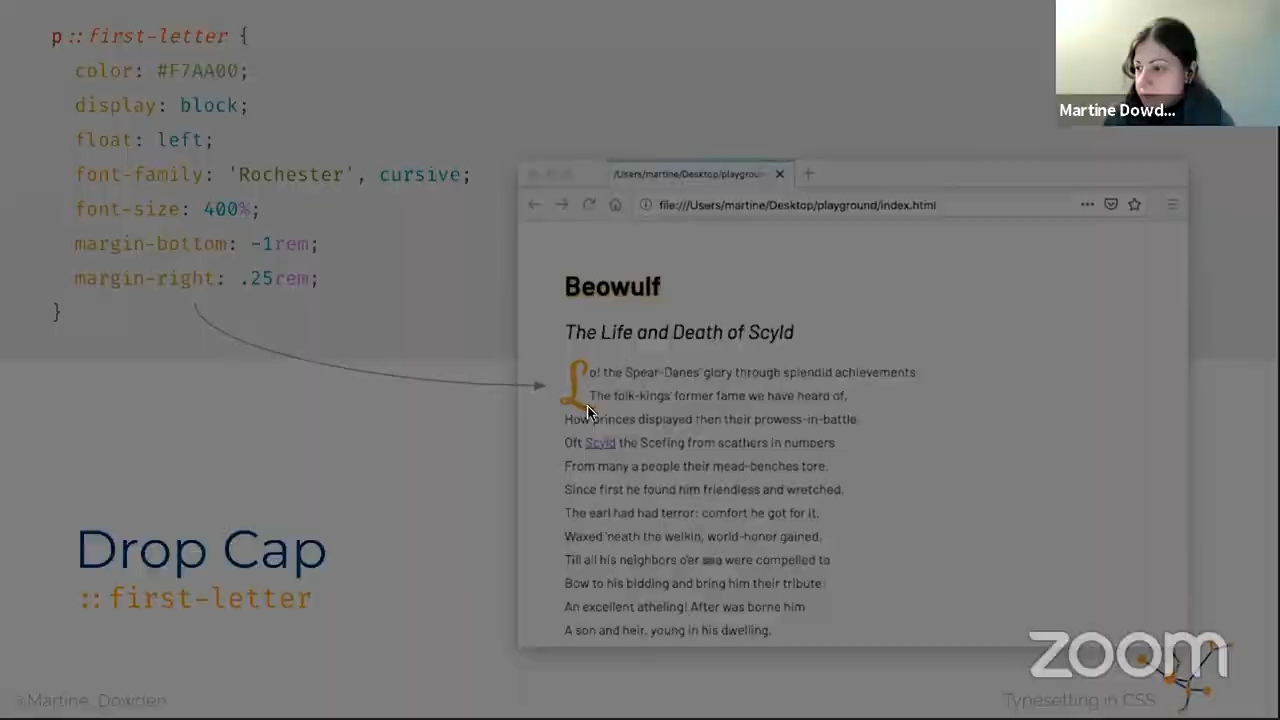 p::first-letter {
color: #F7AA00;
display: block;
float: left;
font-family: 'Rochester', cursive;
font-size: 400%;
margin-bottom: -1rem;
margin-right: .25rem;
}
Martine Dowd...
/Users/martine/Desktop/playgrou
file:///Users/martine/Desktop/playground/index.html
Beowulf
The Life and Death of Scyld
Lo! the Spear-Danes' glory through splendid achievements
The folk-kings' former fame we have heard of,
How princes displayed then their prowess-in-battle.
Oft Scyld the Scefing from scathers in numbers
From many a people their mead-benches tore.
Since first he found him friendless and wretched,
The earl had had terror: comfort he got for it,
Waxed 'neath the welkin, world-honor gained,
Till all his neighbors o'er sea were compelled to
Bow to his bidding and bring him their tribute:
An excellent atheling! After was borne him
A son and heir, young in his dwelling,
Drop Cap
::first-letter
@Martine_Dowden
Typesetting in CSS
zoom